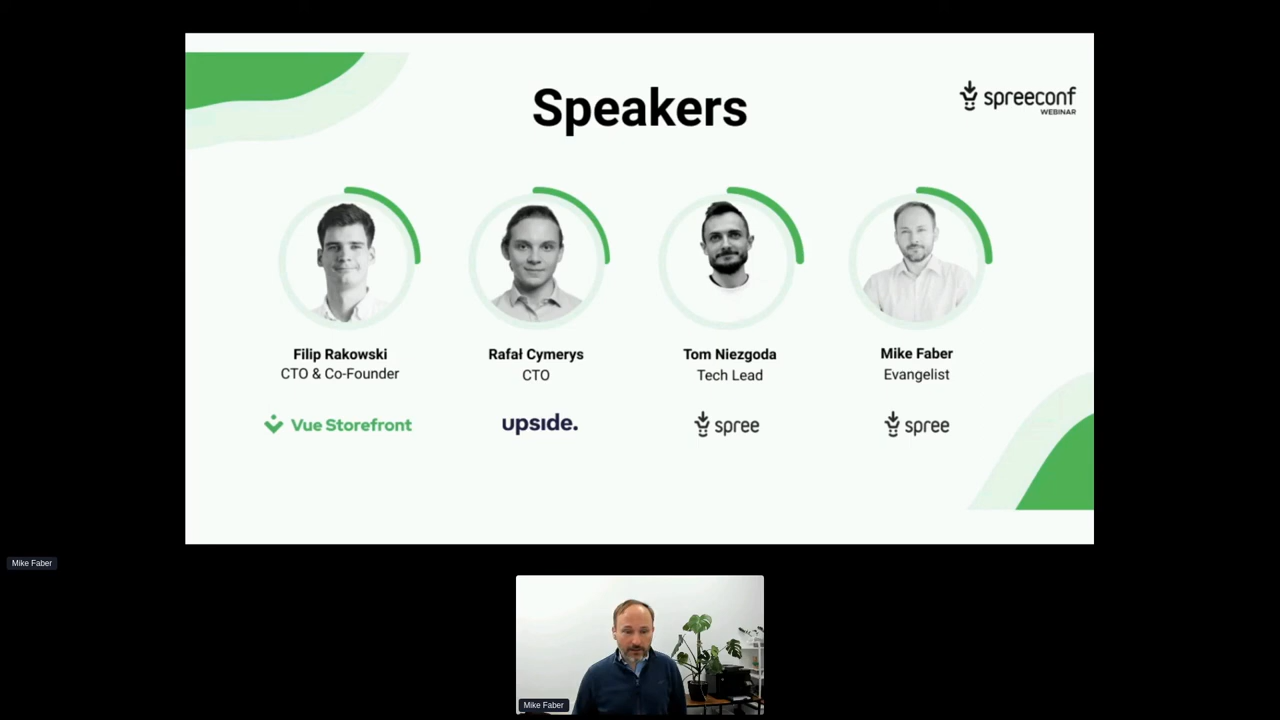 Speakers
spreeconf
WEBINAR
Filip Rakowski
CTO & Co-Founder
Vue Storefront
Rafał Cymerys
CTO
upside.
Tom Niezgoda
Tech Lead
spree
Mike Faber
Evangelist
spree
Mike Faber
Mike Faber